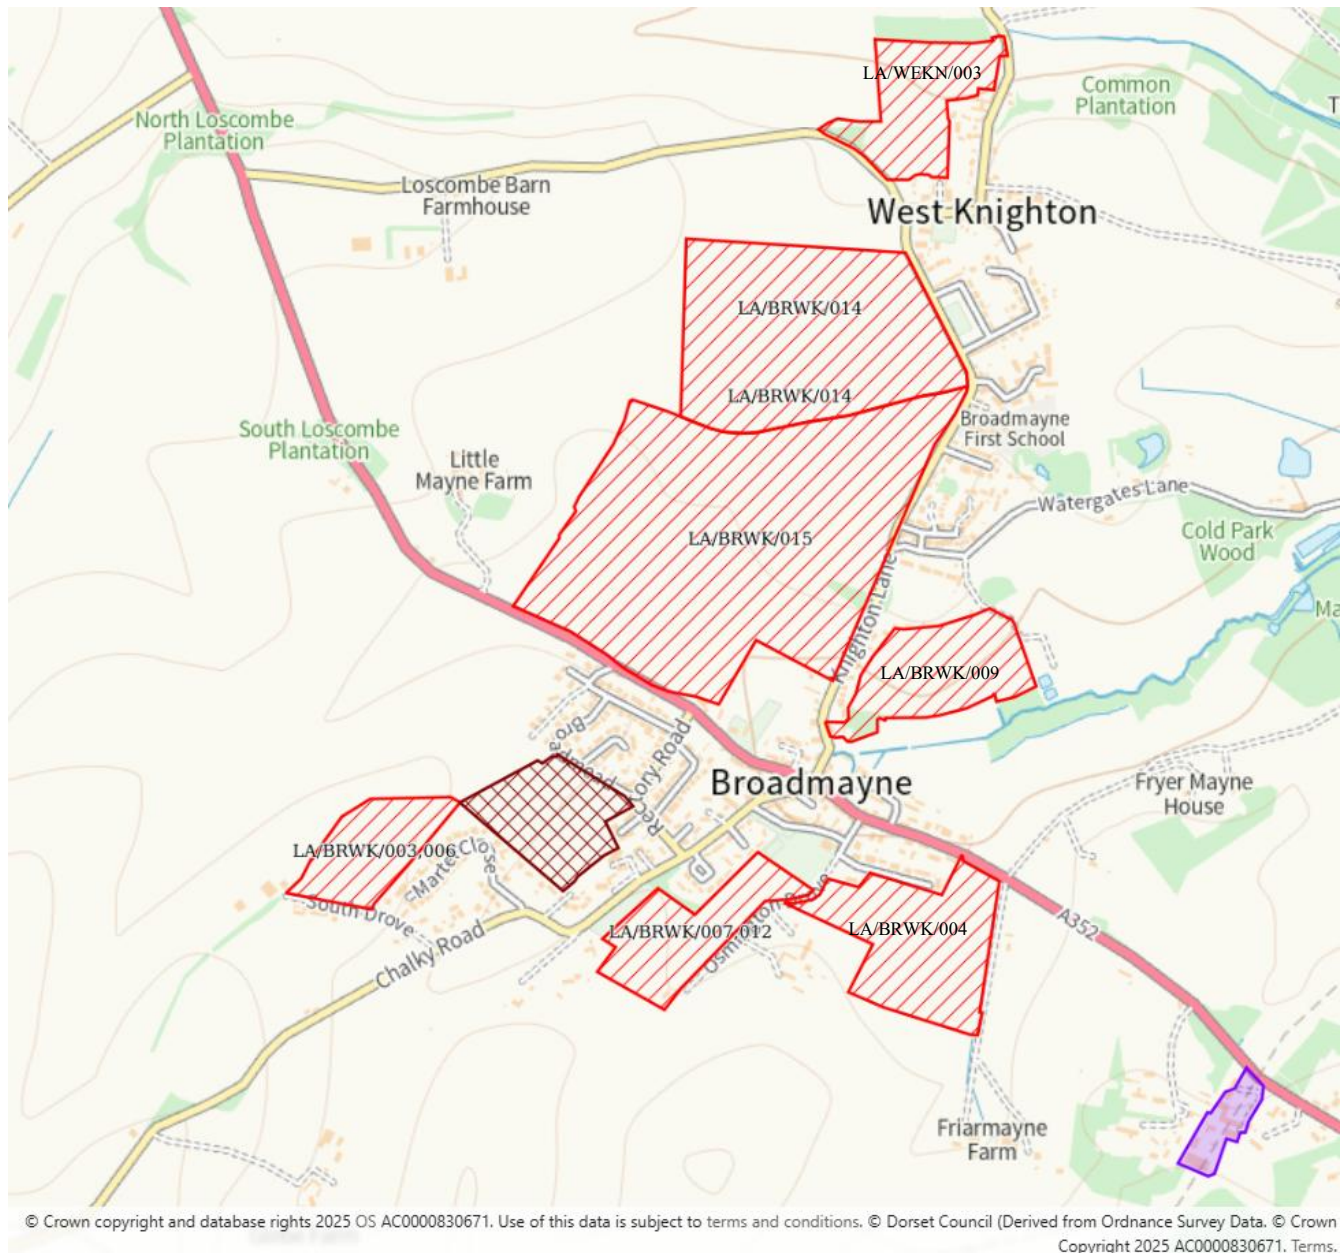 LA/WEKN/003
Common
Plantation
T
North Loscombe
Plantation
Loscombe Barn
Farmhouse
West Knighton
LA/BRWK/014
LA/BRWK/014
Broadmayne
First School
South Loscombe
Plantation
Little
Mayne Farm
Watergates Lane
Cold Park
Wood
LA/BRWK/015
Ma
Knighton Lane
LA/BRWK/009
Broadmead
Rectory Road
Broadmayne
Fryer Mayne
House
LA/BRWK/003,006
Martel Close
South Drove
Chalky Road
LA/BRWK/007,012
Osmington Drove
LA/BRWK/004
A352
Friarmayne
Farm
© Crown copyright and database rights 2025 OS AC0000830671. Use of this data is subject to terms and conditions. © Dorset Council (Derived from Ordnance Survey Data. © Crown
Copyright 2025 AC0000830671. Terms.